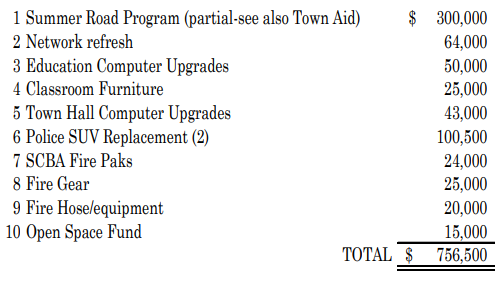 1 Summer Road Program (partial-see also Town Aid) $ 300,000
2 Network refresh 64,000
3 Education Computer Upgrades 50,000
4 Classroom Furniture 25,000
5 Town Hall Computer Upgrades 43,000
6 Police SUV Replacement (2) 100,500
7 SCBA Fire Paks 24,000
8 Fire Gear 25,000
9 Fire Hose/equipment 20,000
10 Open Space Fund 15,000
TOTAL $ 756,500